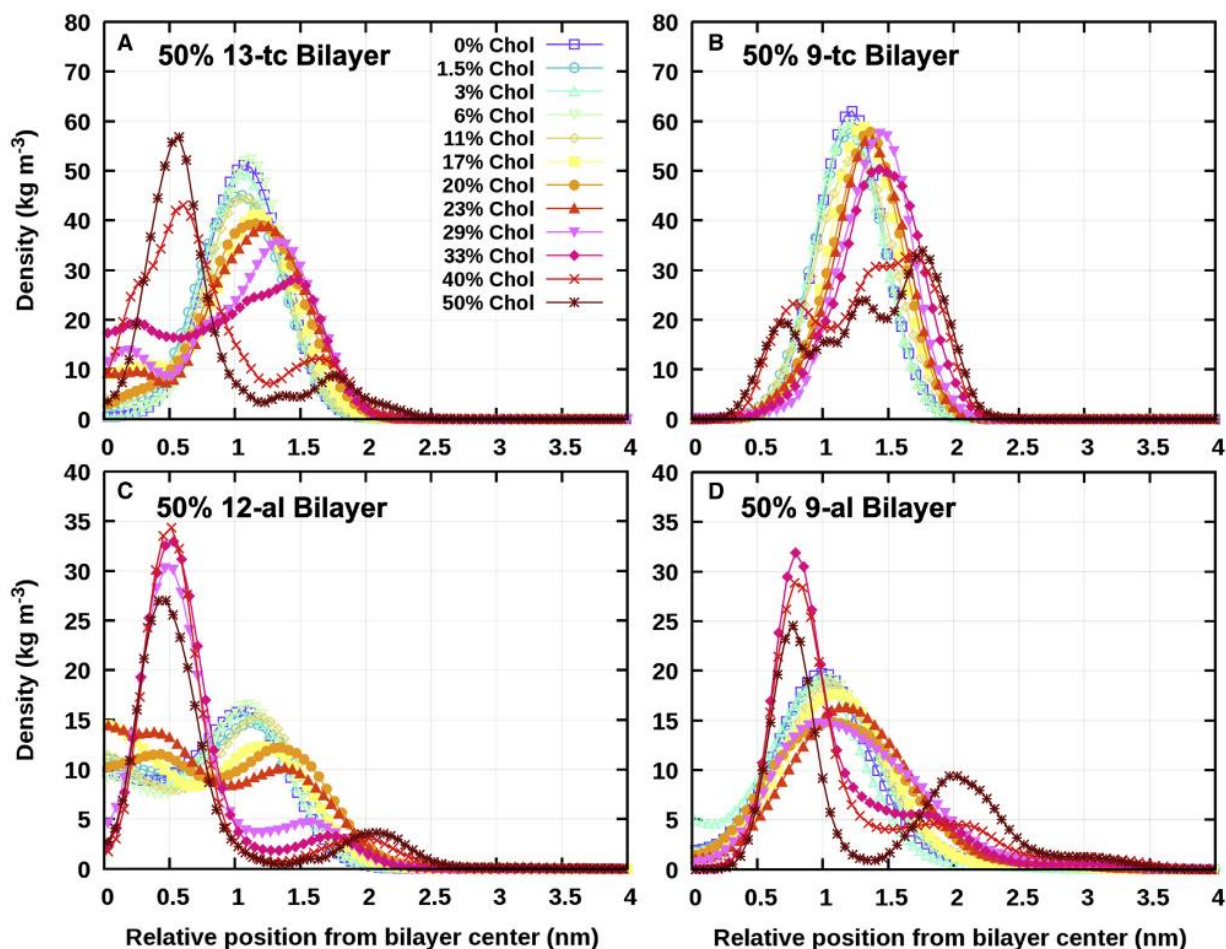 A
50% 13-tc Bilayer
0% Chol
1.5% Chol
3% Chol
6% Chol
11% Chol
17% Chol
20% Chol
23% Chol
29% Chol
33% Chol
40% Chol
50% Chol
Density (kg m-3)
80
70
60
50
40
30
20
10
0
0 0.5 1 1.5 2 2.5 3 3.5 4
B
50% 9-tc Bilayer
80
70
60
50
40
30
20
10
0
0 0.5 1 1.5 2 2.5 3 3.5 4
C
50% 12-al Bilayer
Density (kg m-3)
40
35
30
25
20
15
10
5
0
0 0.5 1 1.5 2 2.5 3 3.5 4
Relative position from bilayer center (nm)
D
50% 9-al Bilayer
40
35
30
25
20
15
10
5
0
0 0.5 1 1.5 2 2.5 3 3.5 4
Relative position from bilayer center (nm)